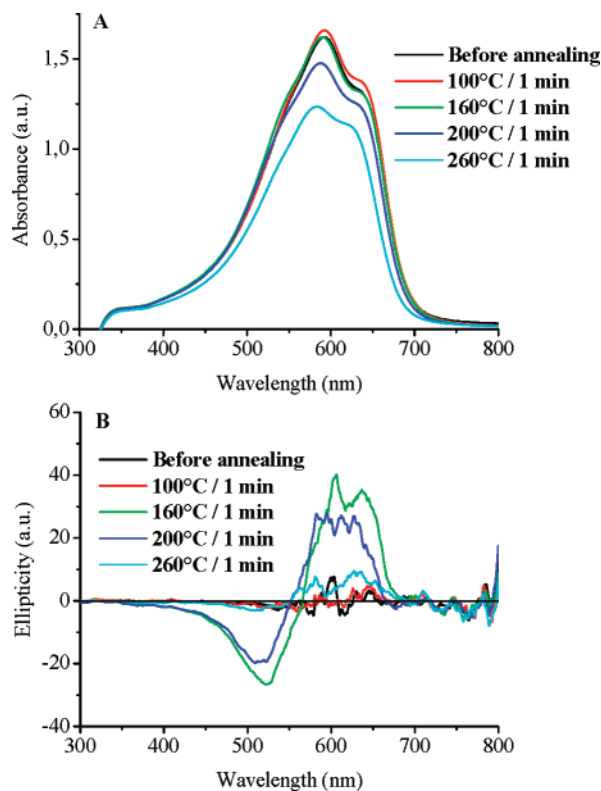 A
Before annealing
100°C / 1 min
160°C / 1 min
200°C / 1 min
260°C / 1 min
Absorbance (a.u.)
1,5
1,0
0,5
0,0
300 400 500 600 700 800
Wavelength (nm)
B
Before annealing
100°C / 1 min
160°C / 1 min
200°C / 1 min
260°C / 1 min
Ellipticity (a.u.)
60
40
20
0
-20
-40
300 400 500 600 700 800
Wavelength (nm)